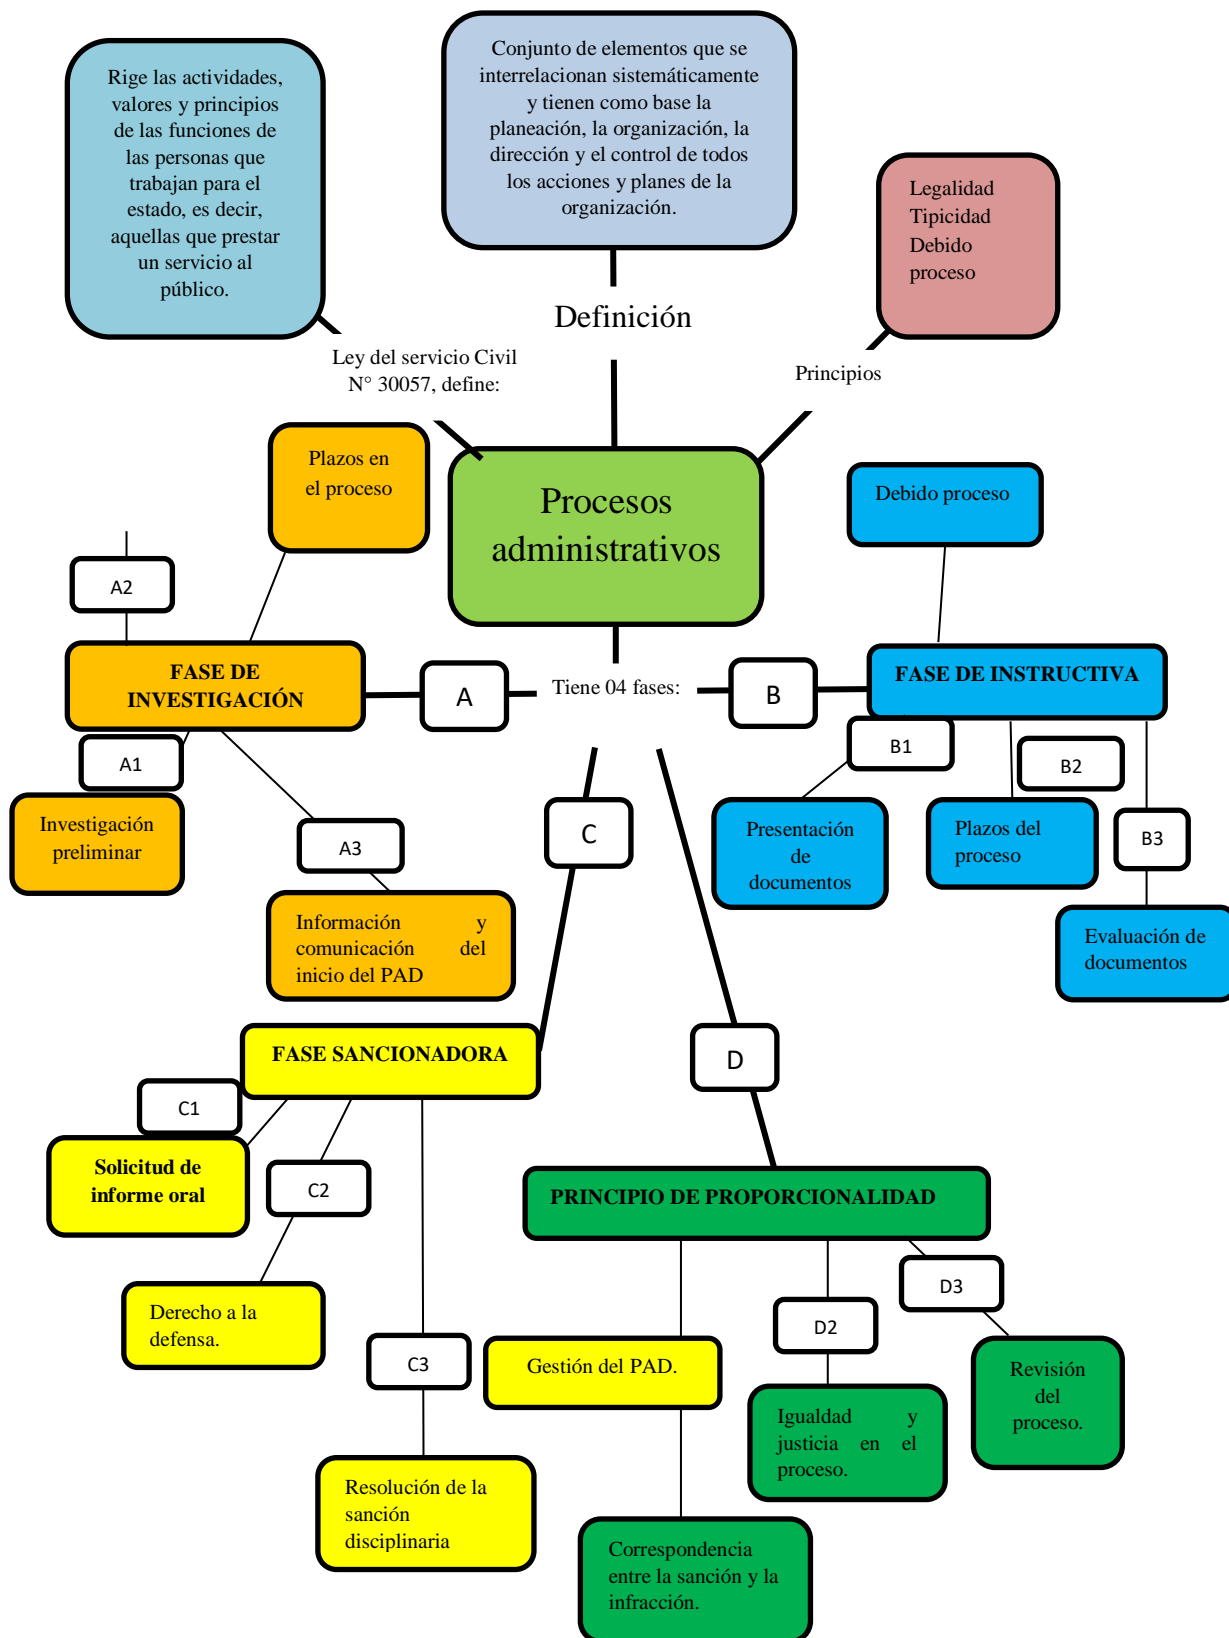 Rige las actividades,
valores y principios
de las funciones de
las personas que
trabajan para el
estado, es decir,
aquellas que prestar
un servicio al
público.
Conjunto de elementos que se
interrelacionan sistemáticamente
y tienen como base la
planeación, la organización, la
dirección y el control de todos
los acciones y planes de la
organización.
Legalidad
Tipicidad
Debido
proceso
Definición
Ley del servicio Civil
N° 30057, define:
Principios
Plazos en
el proceso
Procesos
administrativos
Debido proceso
A2
FASE DE
INVESTIGACIÓN
A
Tiene 04 fases:
B
FASE DE INSTRUCTIVA
A1
Investigación
preliminar
A3
Información y
comunicación del
inicio del PAD
B1
Presentación
de
documentos
B2
Plazos del
proceso
B3
Evaluación de
documentos
C
FASE SANCIONADORA
D
C1
Solicitud de
informe oral
C2
Derecho a la
defensa.
C3
Resolución de la
sanción
disciplinaria
PRINCIPIO DE PROPORCIONALIDAD
Gestión del PAD.
Correspondencia
entre la sanción y la
infracción.
D2
Igualdad y
justicia en el
proceso.
D3
Revisión
del
proceso.